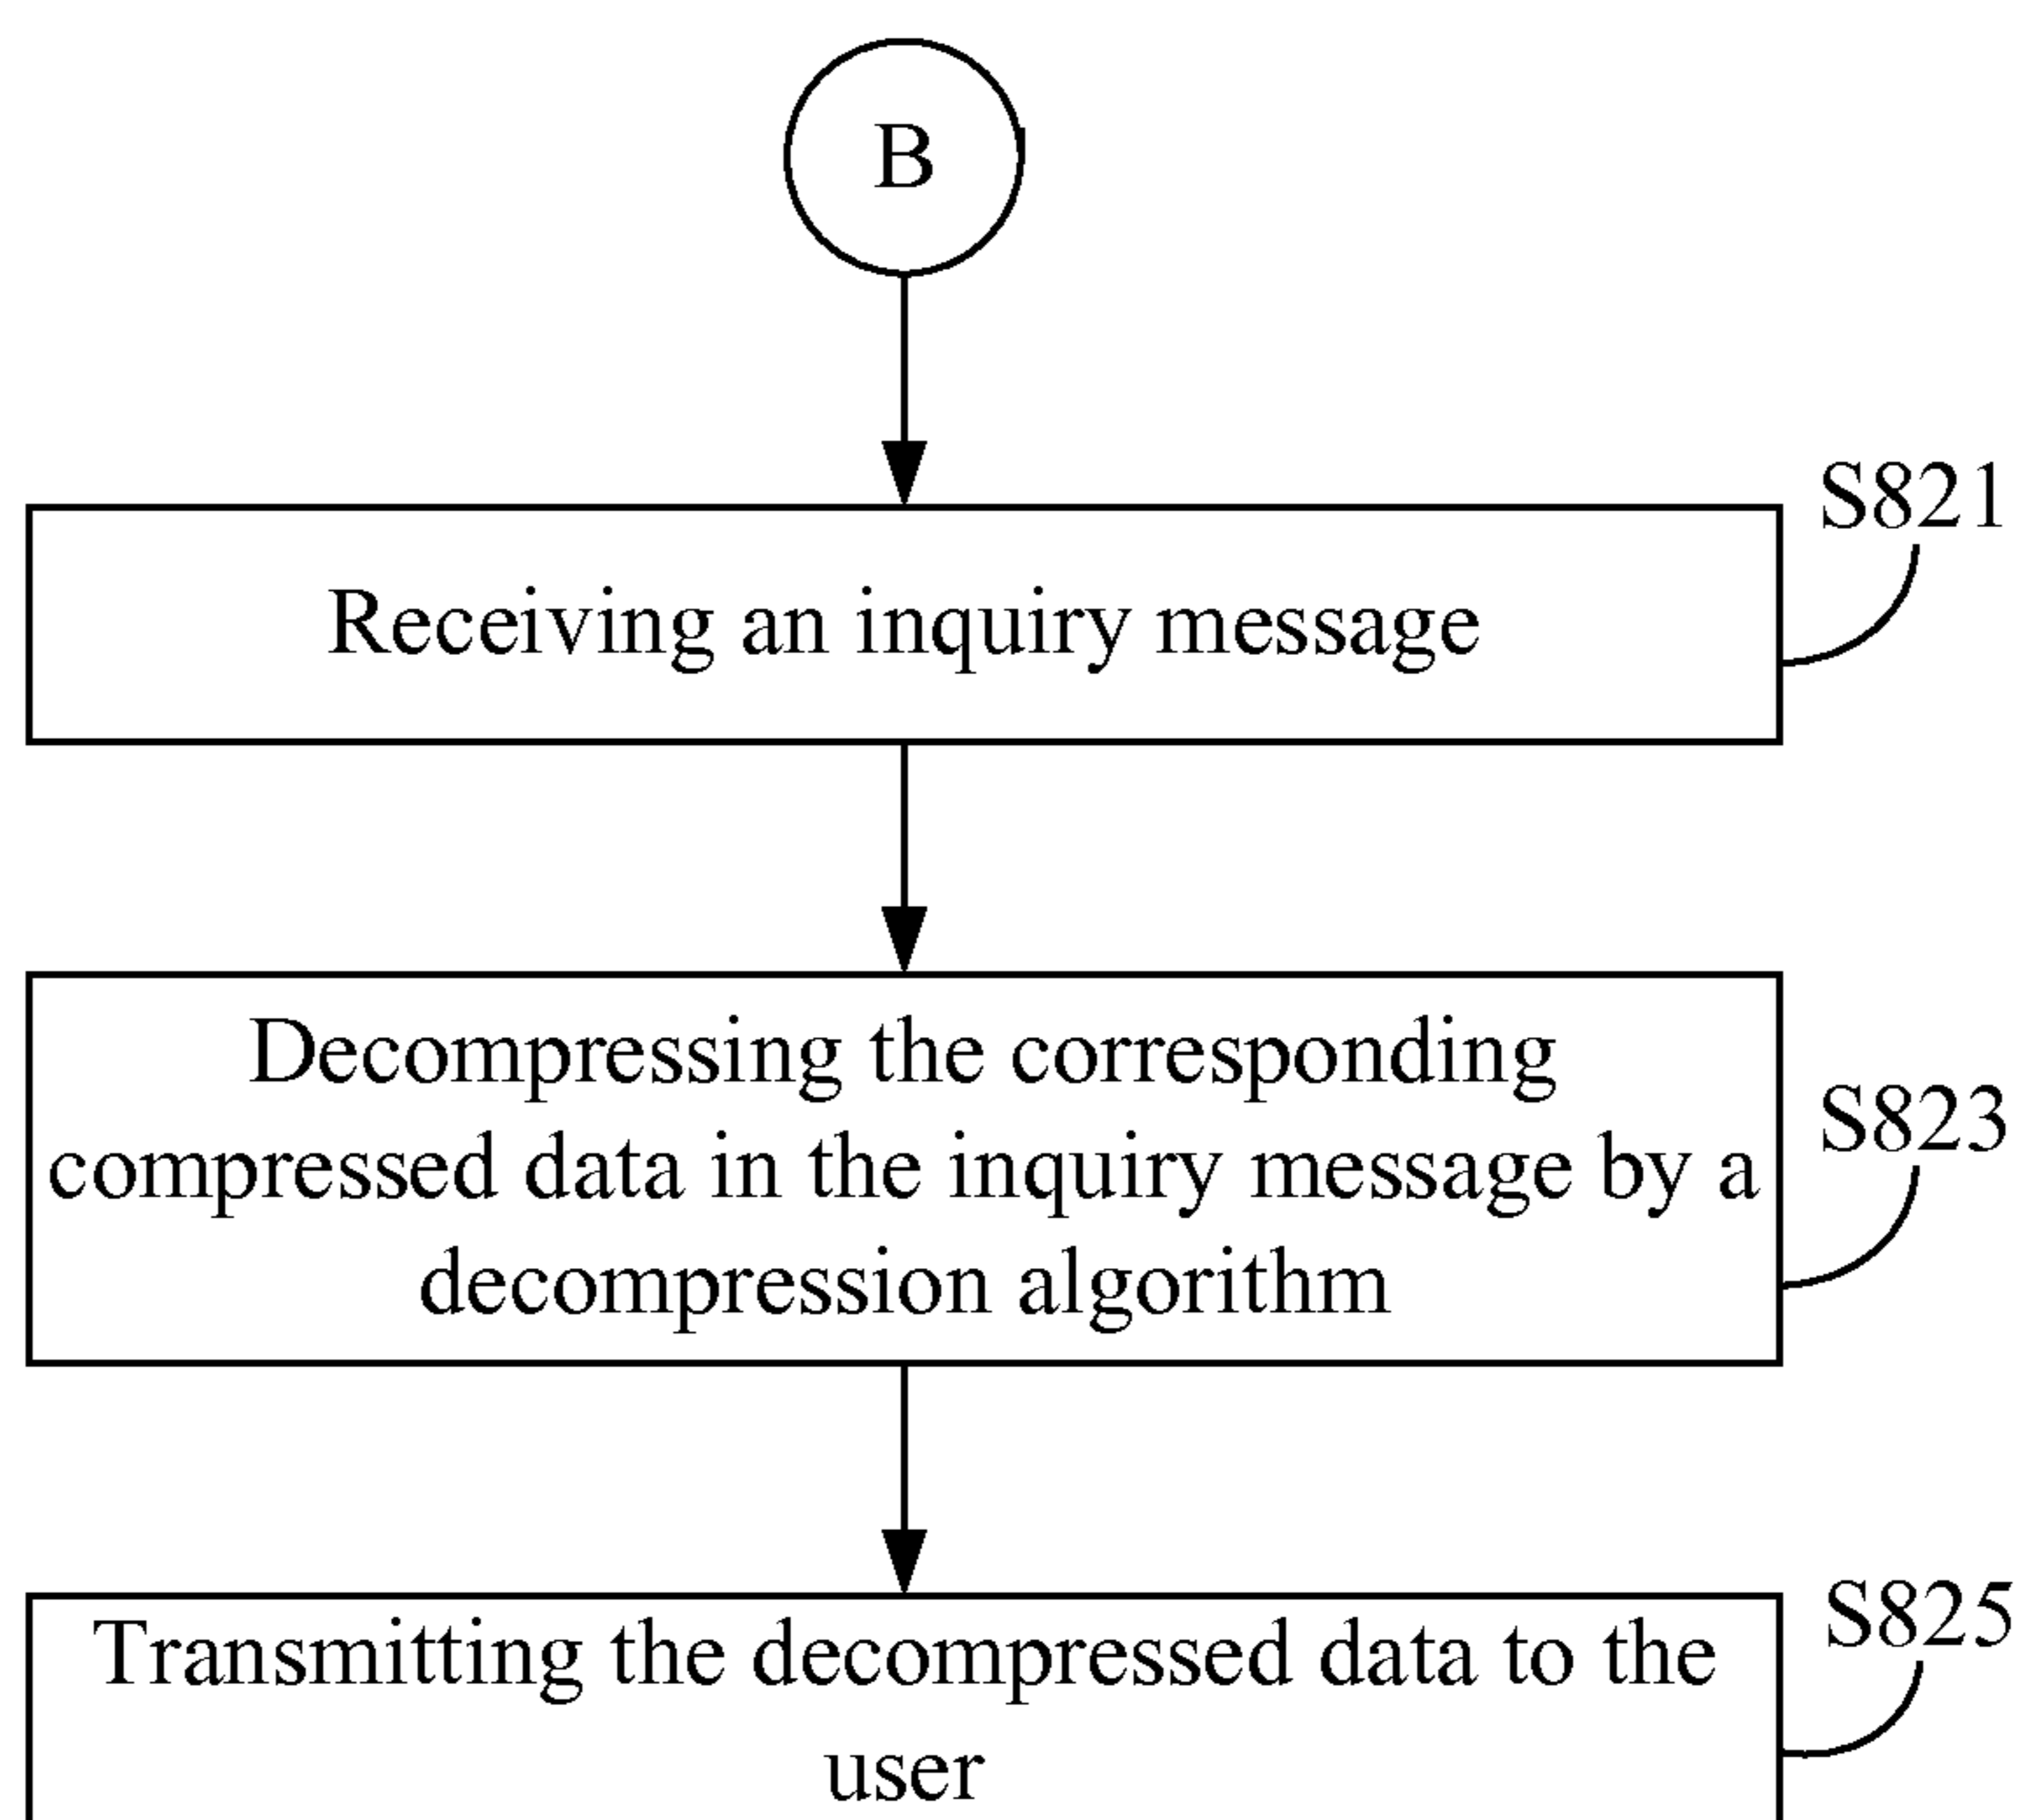 B
S821
Receiving an inquiry message
Decompressing the corresponding
S823
compressed data in the inquiry message by a
decompression algorithm
S825
Transmitting the decompressed data to the
user